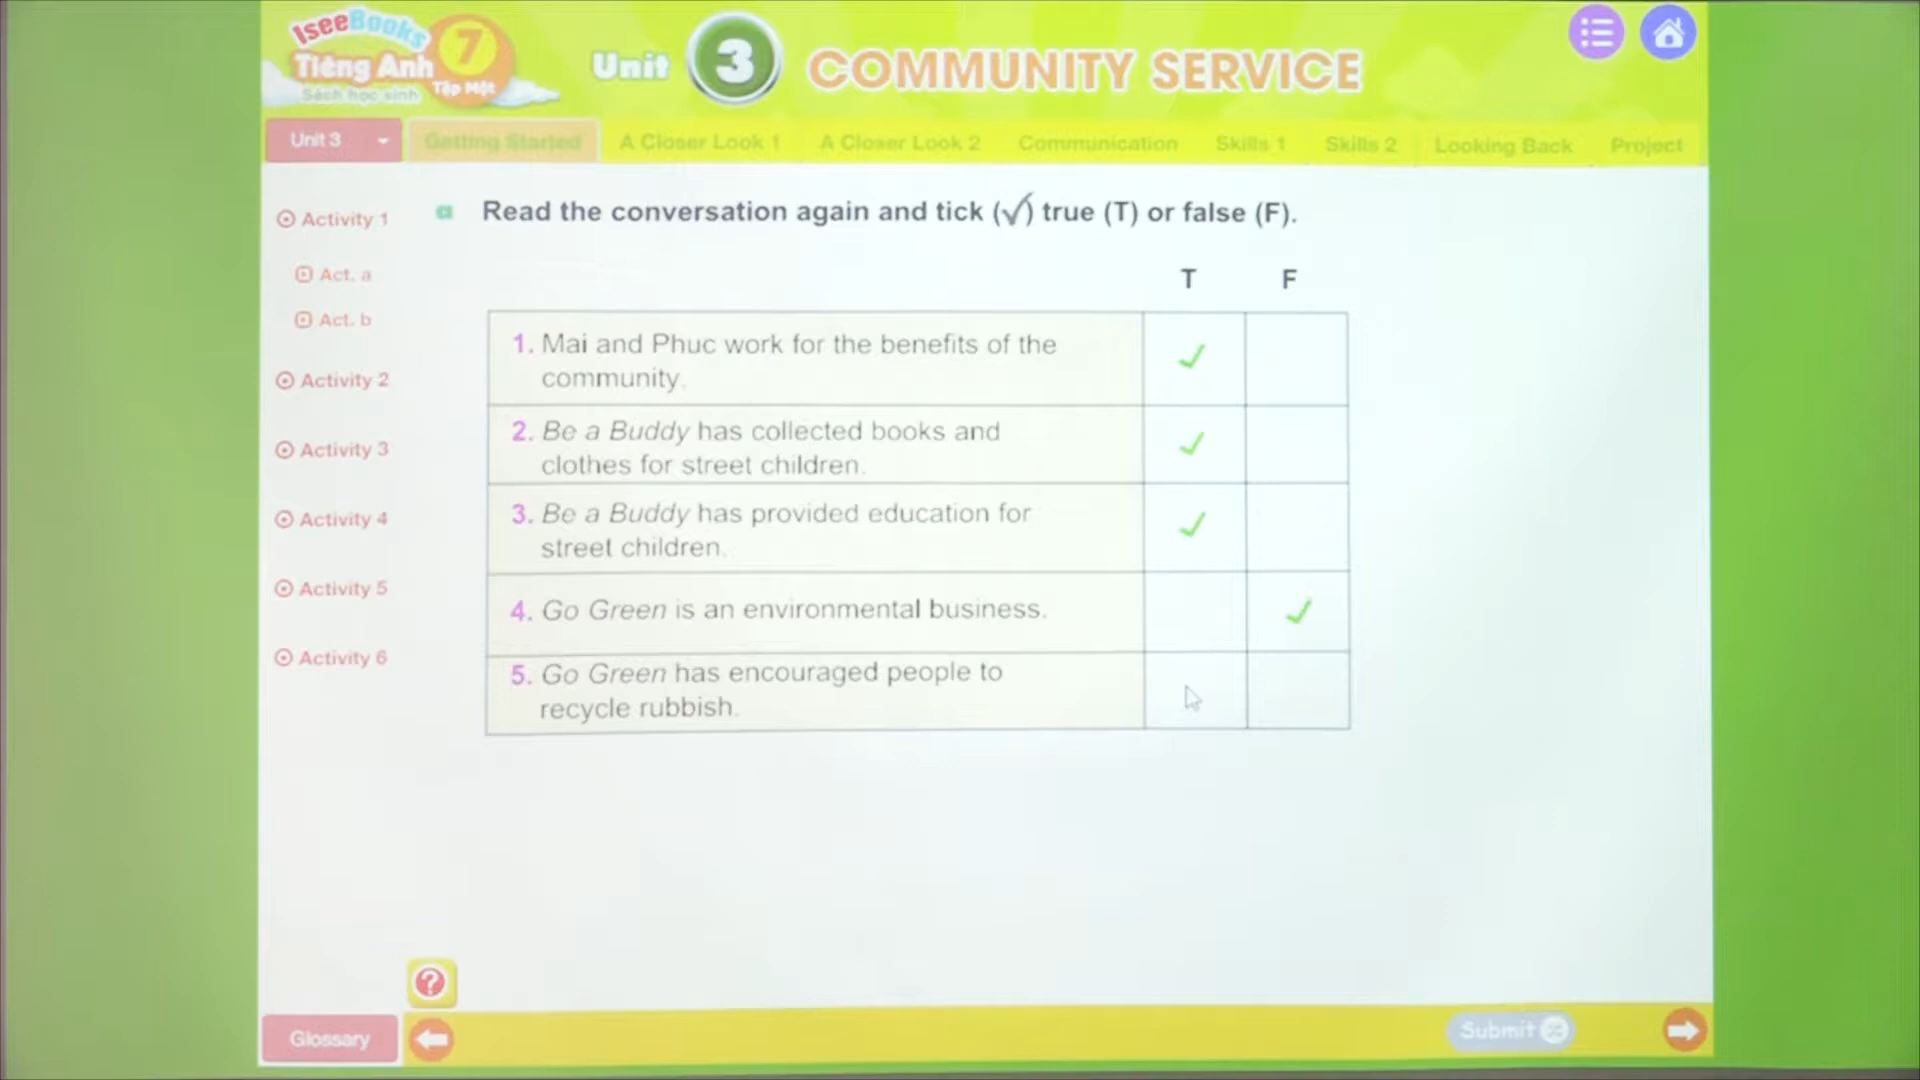 IseeBooks
Tiếng Anh 7
Sách học sinh Tập Một
Unit 3 COMMUNITY SERVICE
Unit 3
Getting Started
A Closer Look 1
A Closer Look 2
Communication
Skills 1
Skills 2
Looking Back
Project
Activity 1
Act. a
Act. b
Activity 2
Activity 3
Activity 4
Activity 5
Activity 6
a Read the conversation again and tick (✓) true (T) or false (F).
T F
1. Mai and Phuc work for the benefits of the
community.
2. Be a Buddy has collected books and
clothes for street children.
3. Be a Buddy has provided education for
street children.
4. Go Green is an environmental business.
5. Go Green has encouraged people to
recycle rubbish.
?
Glossary
Submit